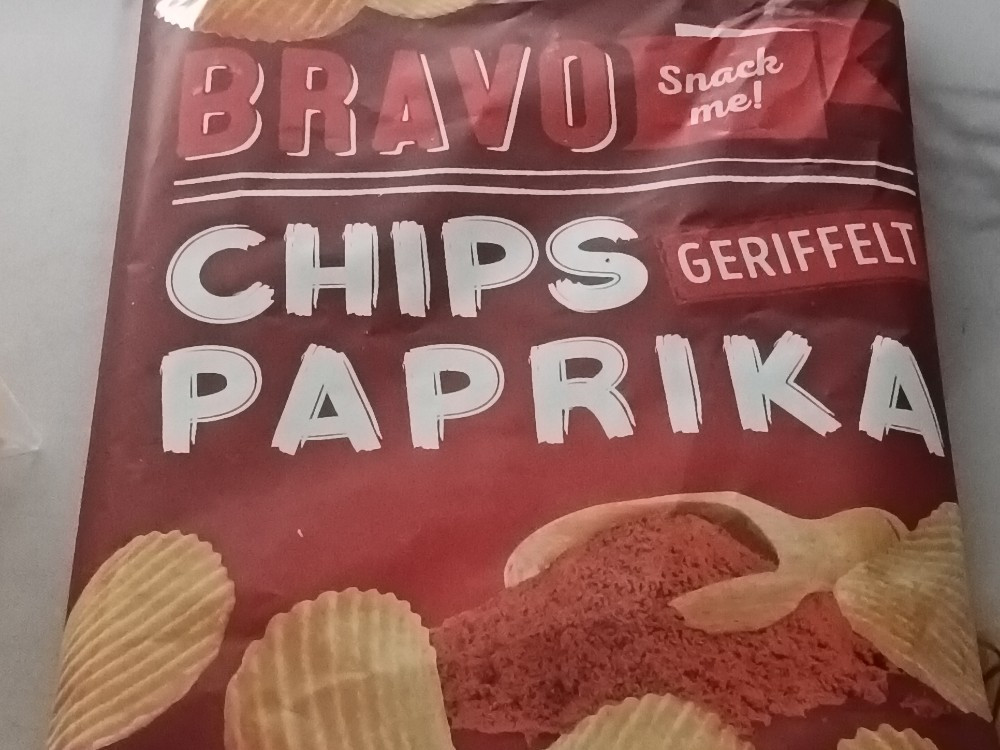 BRAVO
Snack
me!
CHIPS
GERIFFELT
PAPRIKA